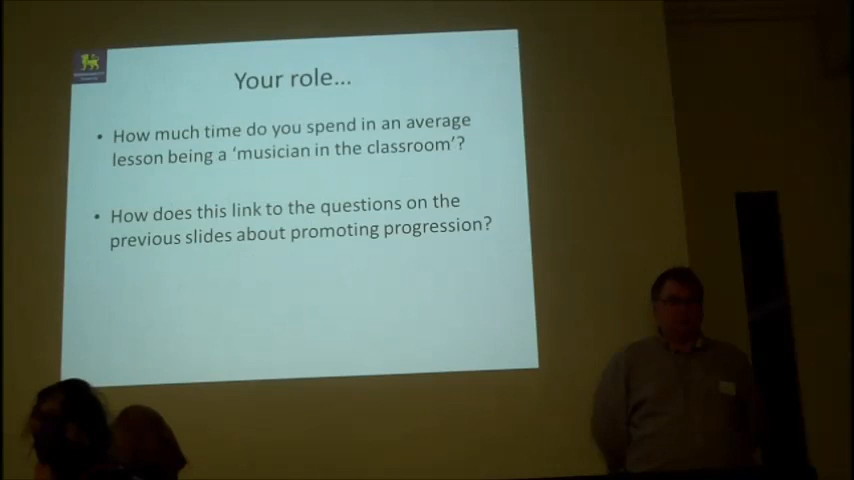 Your role...
• How much time do you spend in an average
lesson being a ‘musician in the classroom’?
• How does this link to the questions on the
previous slides about promoting progression?